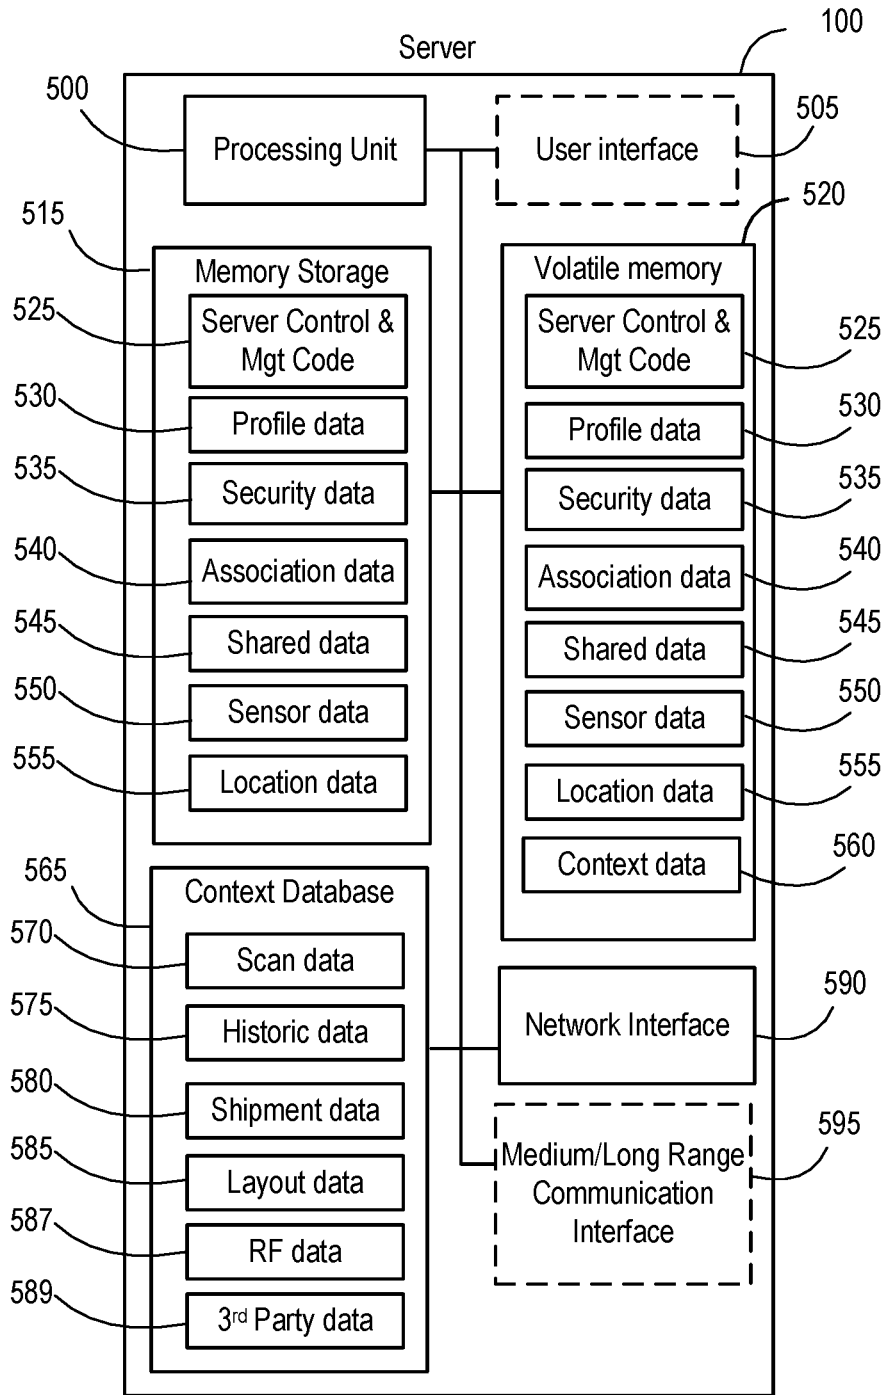 Server
100
500
Processing Unit
User interface
505
515
Memory Storage
525
Server Control &
Mgt Code
530
Profile data
535
Security data
540
Association data
545
Shared data
550
Sensor data
555
Location data
520
Volatile memory
Server Control &
Mgt Code
525
Profile data
530
Security data
535
Association data
540
Shared data
545
Sensor data
550
Location data
555
Context data
560
565
Context Database
570
Scan data
575
Historic data
580
Shipment data
585
Layout data
587
RF data
589
3rd Party data
Network Interface
590
Medium/Long Range
Communication
Interface
595